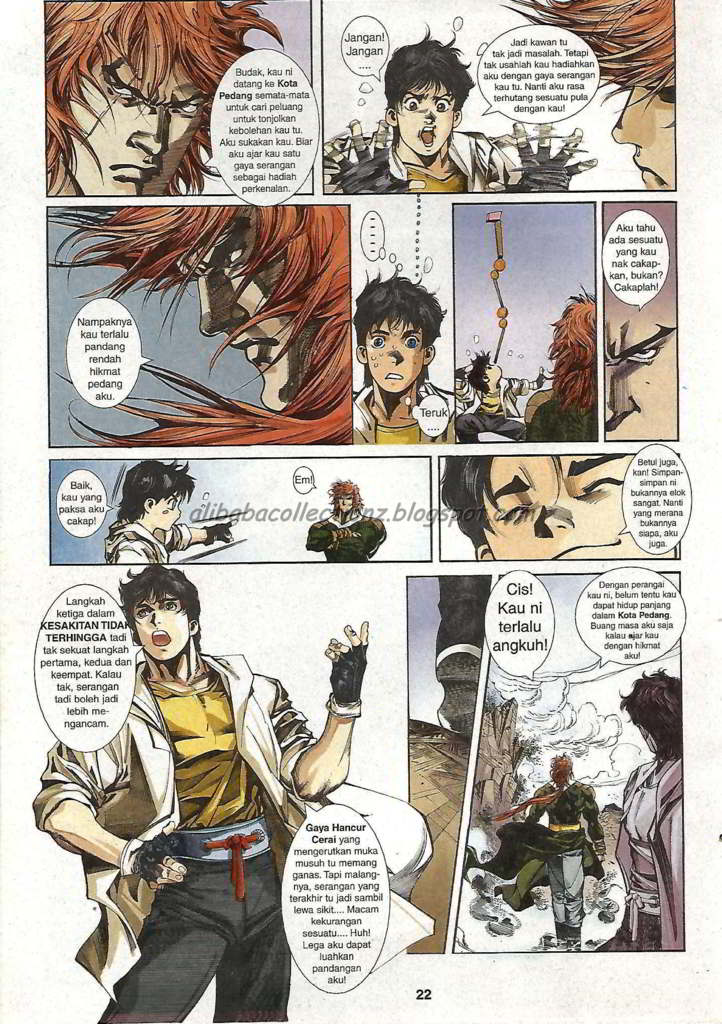 Budak, kau ni
datang ke Kota
Pedang semata-mata
untuk cari peluang
untuk tonjolkan
kebolehan kau tu.
Aku sukakan kau. Biar
aku ajar kau satu
gaya serangan
sebagai hadiah
perkenalan.
Jangan!
Jangan
....
Jadi kawan tu
tak jadi masalah. Tetapi
tak usahlah kau hadiahkan
aku dengan gaya serangan
kau tu. Nanti aku rasa
terhutang sesuatu pula
dengan kau!
Nampaknya
kau terlalu
pandang
rendah
hikmat
pedang
aku.
Teruk
....
Aku tahu
ada sesuatu
yang kau
nak cakap-
kan, bukan?
Cakaplah!
Baik,
kau yang
paksa aku
cakap!
Em!
Betul juga,
kan! Simpan-
simpan ni
bukannya elok
sangat. Nanti
yang merana
bukannya
siapa, aku
juga.
alibabacollectionz.blogspot.com
Langkah
ketiga dalam
KESAKITAN TIDAK
TERHINGGA tadi
tak sekuat langkah
pertama, kedua dan
keempat. Kalau
tak, serangan
tadi boleh jadi
lebih me-
ngancam.
Gaya Hancur
Cerai yang
mengerutkan muka
musuh tu memang
ganas. Tapi malang-
nya, serangan yang
terakhir tu jadi sambil
lewa sikit.... Macam
kekurangan
sesuatu.... Huh!
Lega aku dapat
luahkan
pandangan
aku!
Cis!
Kau ni
terlalu
angkuh!
Dengan perangai
kau ni, belum tentu kau
dapat hidup panjang
dalam Kota Pedang.
Buang masa aku saja
kalau ajar kau
dengan hikmat
aku!
22